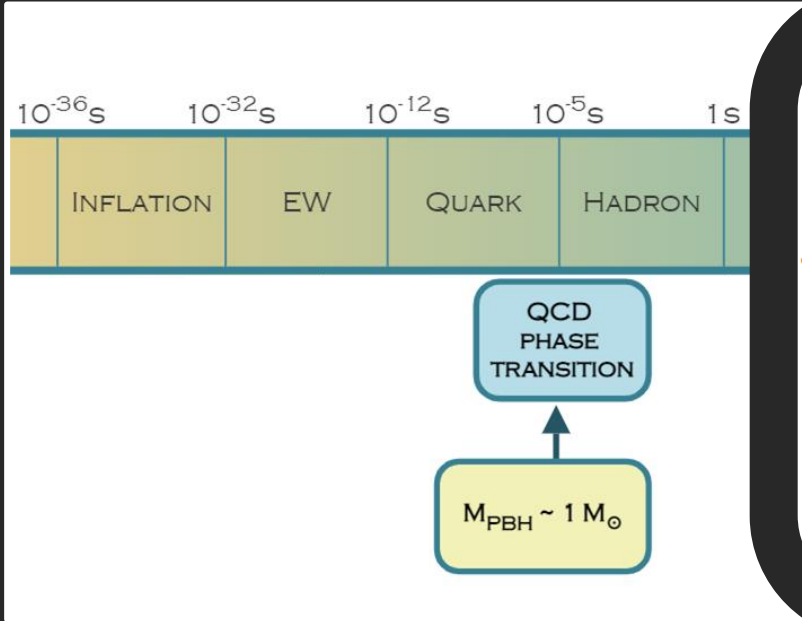 10⁻³⁶s 10⁻³²s 10⁻¹²s 10⁻⁵s 1s
INFLATION EW QUARK HADRON
QCD
PHASE
TRANSITION
M_PBH ~ 1 M_⊙